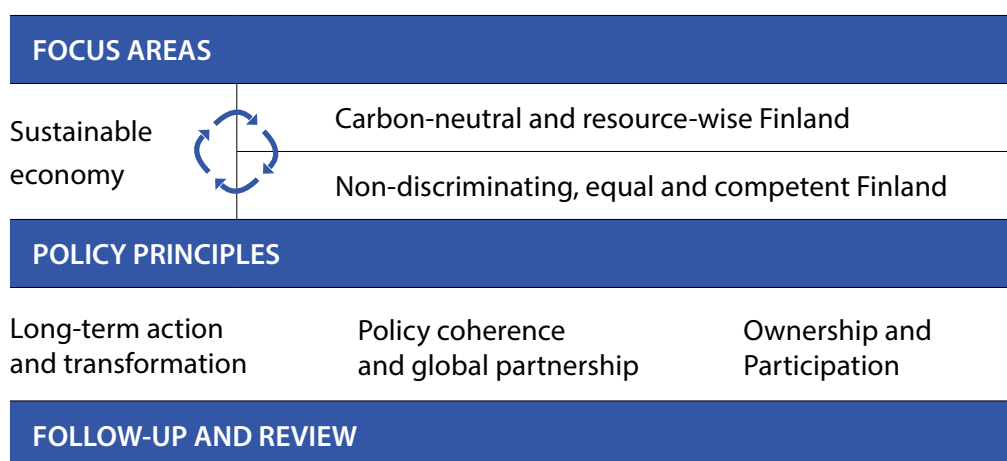 FOCUS AREAS
Sustainable
economy
Carbon-neutral and resource-wise Finland
Non-discriminating, equal and competent Finland
POLICY PRINCIPLES
Long-term action
and transformation
Policy coherence
and global partnership
Ownership and
Participation
FOLLOW-UP AND REVIEW